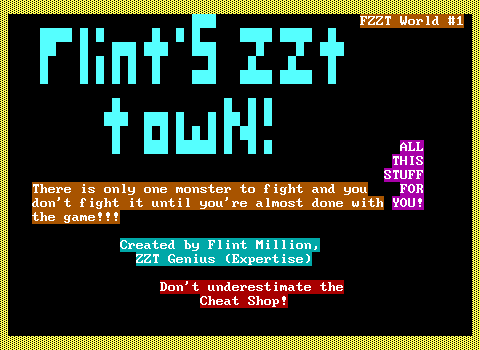 FZZT World #1
Flint'S ZZt
towN!
ALL
THIS
STUFF
FOR
YOU!
There is only one monster to fight and you
don't fight it until you're almost done with
the game!!!
Created by Flint Million,
ZZT Genius (Expertise)
Don't underestimate the
Cheat Shop!